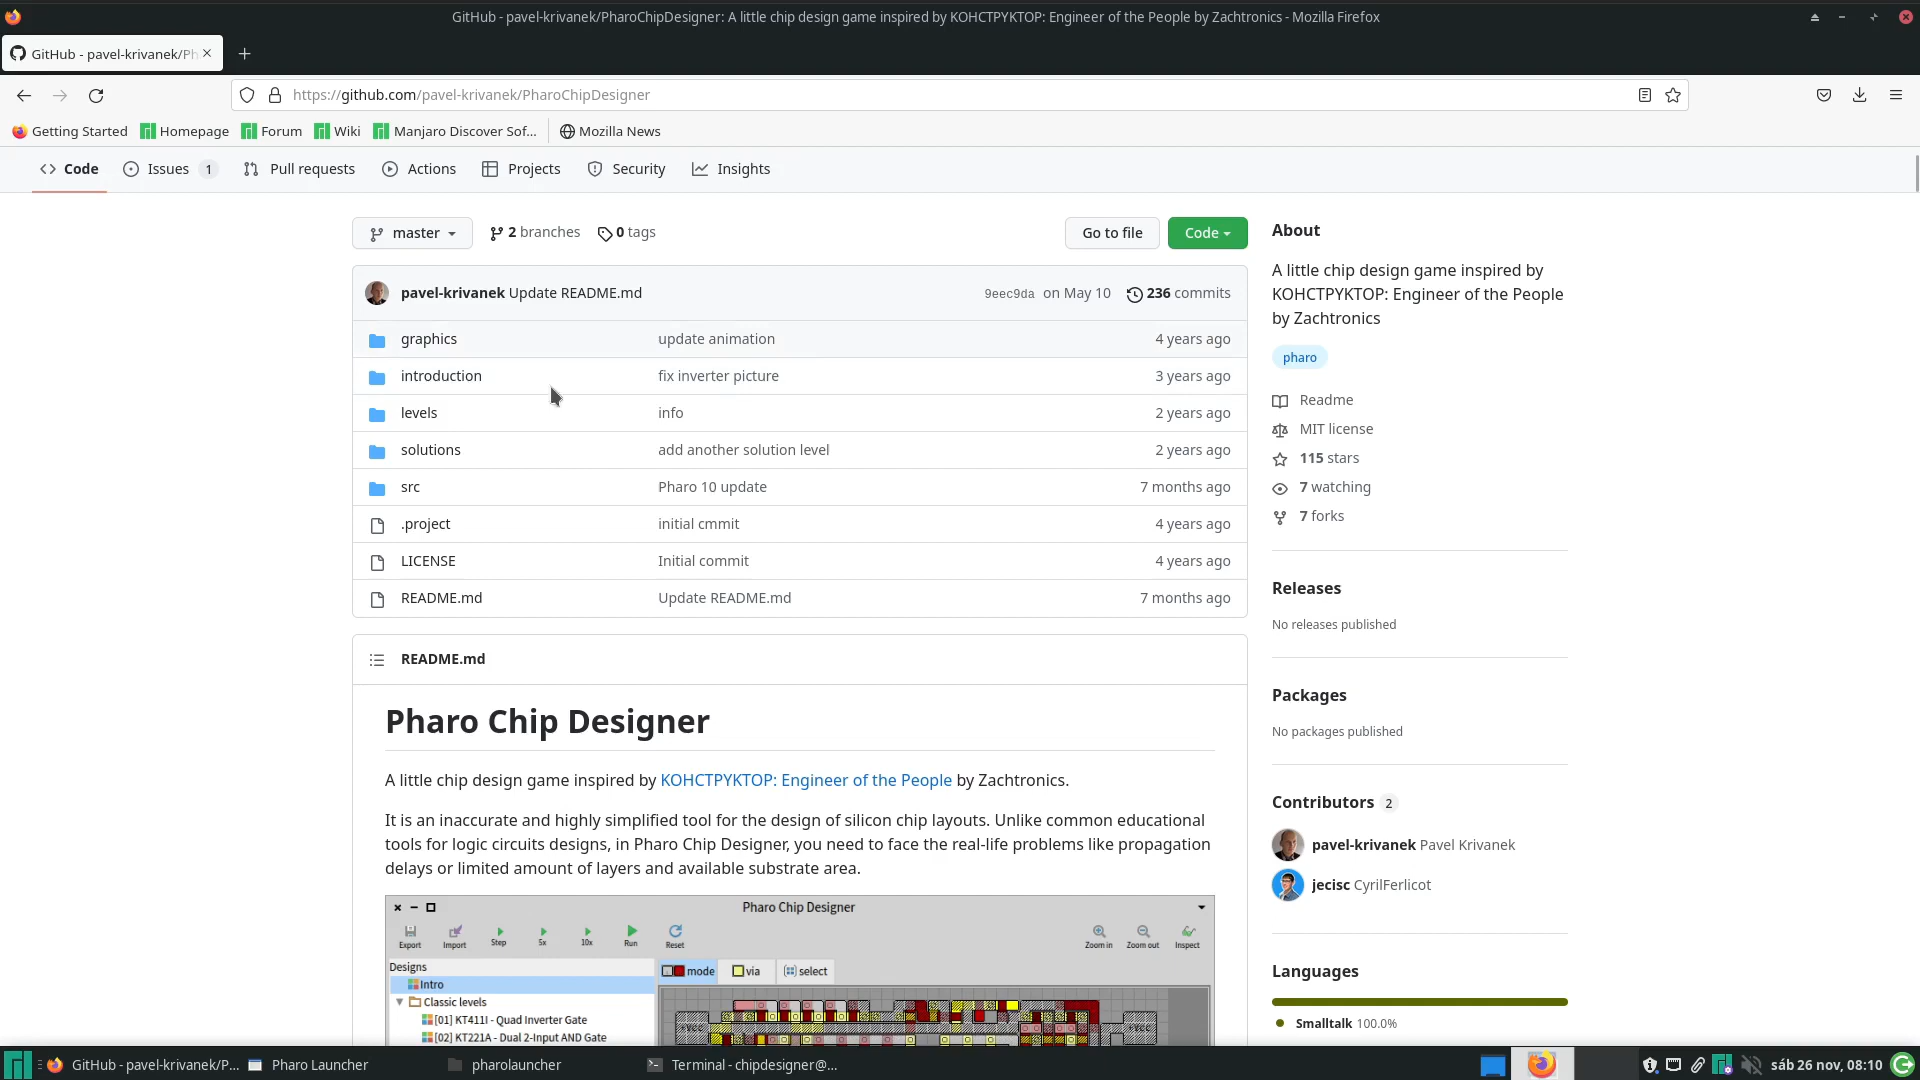 GitHub - pavel-krivanek/PharoChipDesigner: A little chip design game inspired by KOHCTPYKTOP: Engineer of the People by Zachtronics - Mozilla Firefox
GitHub - pavel-krivanek/Ph
https://github.com/pavel-krivanek/PharoChipDesigner
Getting Started Homepage Forum Wiki Manjaro Discover Sof... Mozilla News
Code Issues 1 Pull requests Actions Projects Security Insights
master 2 branches 0 tags Go to file Code
pavel-krivanek Update README.md 9eec9da on May 10 236 commits
graphics update animation 4 years ago
introduction fix inverter picture 3 years ago
levels info 2 years ago
solutions add another solution level 2 years ago
src Pharo 10 update 7 months ago
.project initial cmmit 4 years ago
LICENSE Initial commit 4 years ago
README.md Update README.md 7 months ago
README.md
Pharo Chip Designer
A little chip design game inspired by KOHCTPYKTOP: Engineer of the People by Zachtronics.
It is an inaccurate and highly simplified tool for the design of silicon chip layouts. Unlike common educational
tools for logic circuits designs, in Pharo Chip Designer, you need to face the real-life problems like propagation
delays or limited amount of layers and available substrate area.
Pharo Chip Designer
Export Import Step 5x 10x Run Reset Zoom in Zoom out Inspect
Designs
mode via select
Intro
Classic levels
[01] KT411I - Quad Inverter Gate
[02] KT221A - Dual 2-Input AND Gate
+VCC +VCC
About
A little chip design game inspired by
KOHCTPYKTOP: Engineer of the People
by Zachtronics
pharo
Readme
MIT license
115 stars
7 watching
7 forks
Releases
No releases published
Packages
No packages published
Contributors 2
pavel-krivanek Pavel Krivanek
jecisc CyrilFerlicot
Languages
Smalltalk 100.0%
GitHub - pavel-krivanek/P... Pharo Launcher pharolauncher Terminal - chipdesigner@... sáb 26 nov, 08:10